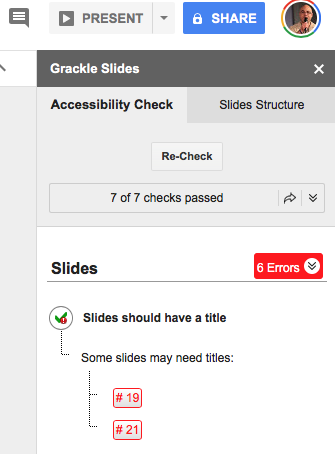 PRESENT SHARE
Grackle Slides ×
Accessibility Check Slides Structure
Re-Check
7 of 7 checks passed
Slides 6 Errors
Slides should have a title
Some slides may need titles:
# 19
# 21